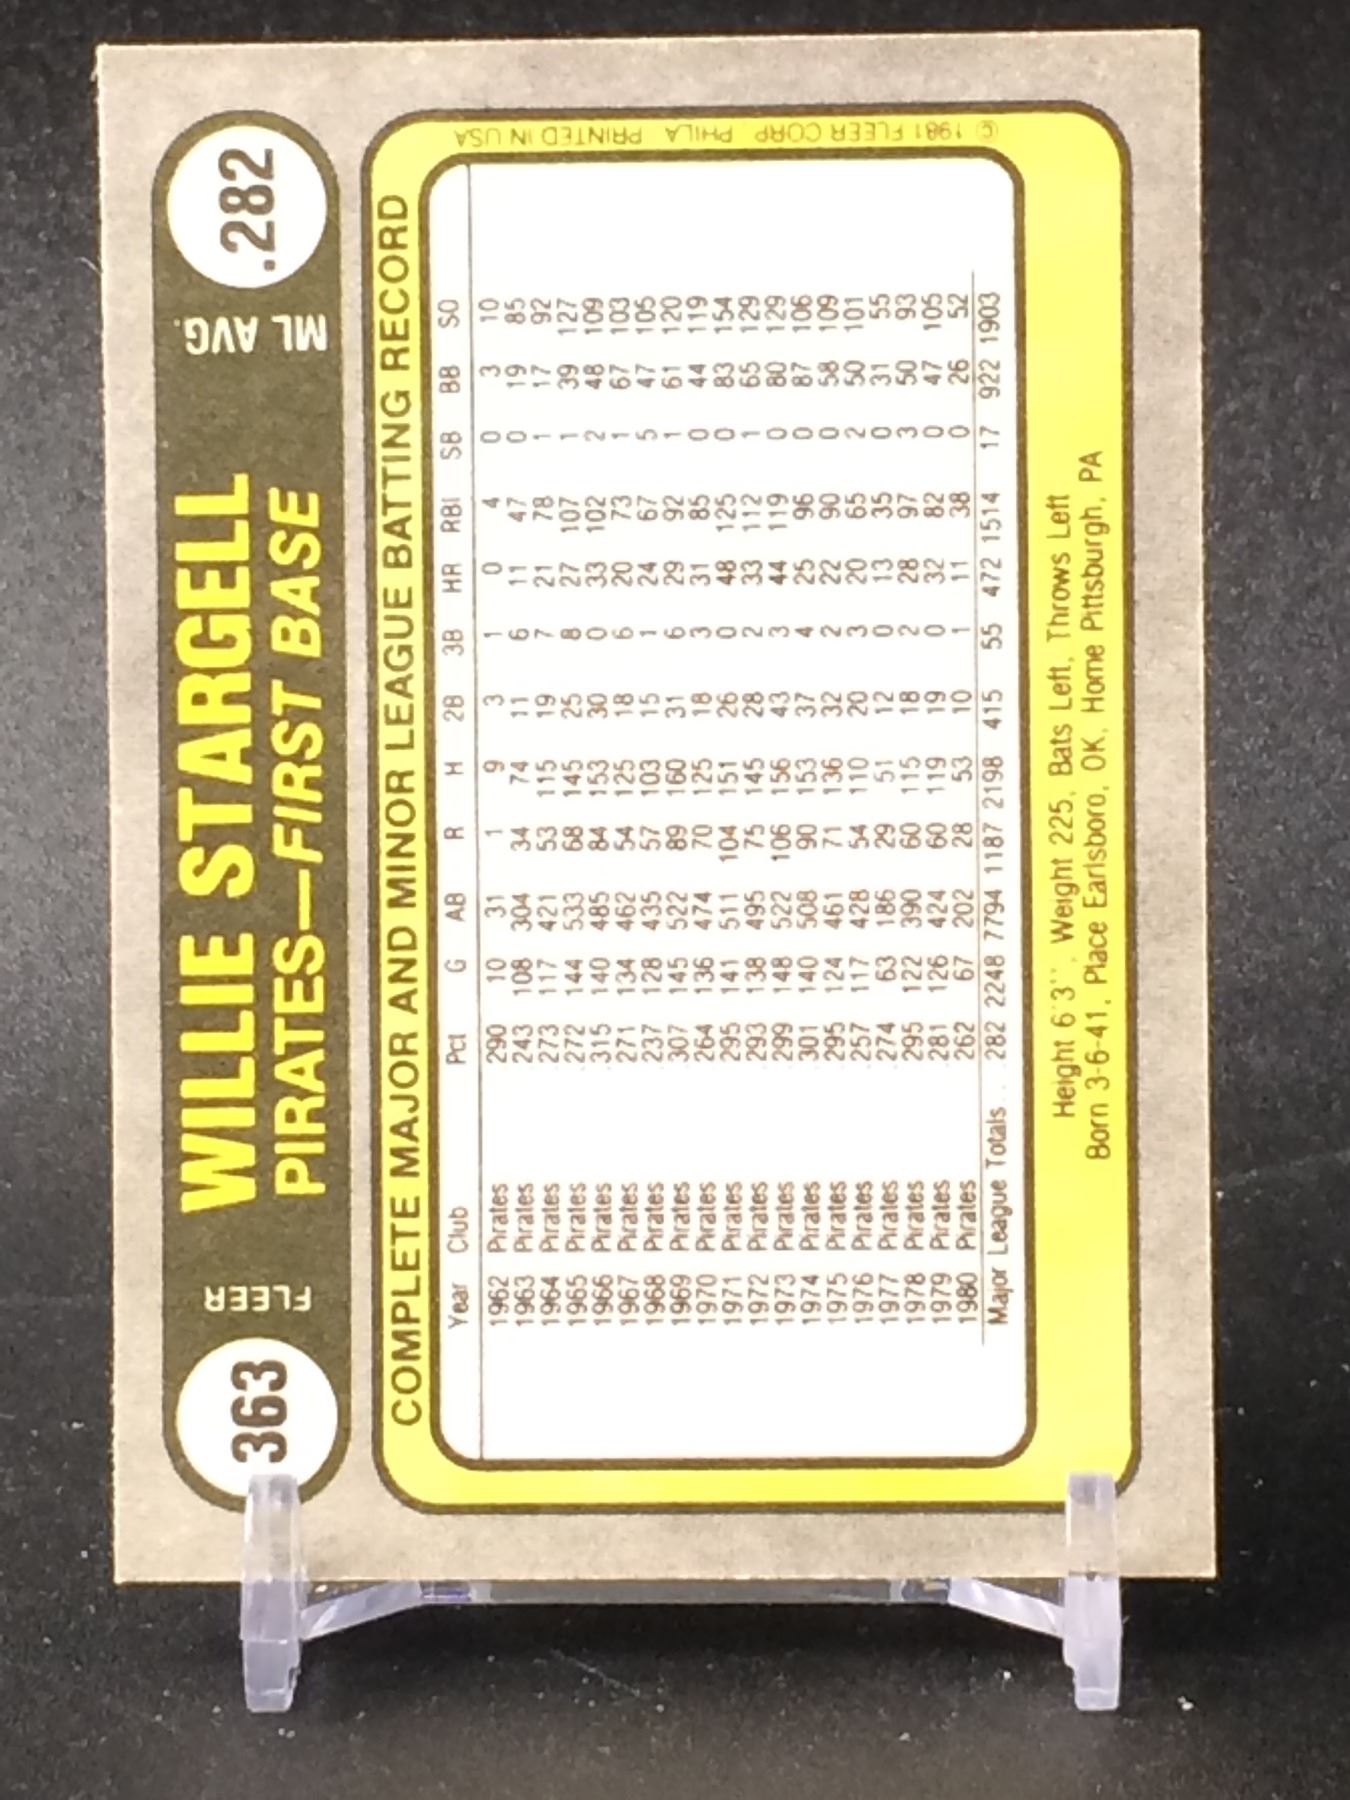 363
FLEER
WILLIE STARGELL
PIRATES—FIRST BASE
ML AVG.
.282
COMPLETE MAJOR AND MINOR LEAGUE BATTING RECORD
Year Club Pct G AB R H 2B 3B HR RBI SB BB SO
1962 Pirates .290 10 31 1 9 3 1 0 4 0 3 10
1963 Pirates .243 108 304 34 74 11 6 11 47 0 19 85
1964 Pirates .273 117 421 53 115 19 7 21 78 1 17 92
1965 Pirates .272 144 533 68 145 25 8 27 107 1 39 127
1966 Pirates .315 140 485 84 153 30 0 33 102 2 48 109
1967 Pirates .271 134 462 54 125 18 6 20 73 1 67 103
1968 Pirates .237 128 435 57 103 15 1 24 67 5 47 105
1969 Pirates .307 145 522 89 160 31 6 29 92 1 61 120
1970 Pirates .264 136 474 70 125 18 3 31 85 0 44 119
1971 Pirates .295 141 511 104 151 26 0 48 125 0 83 154
1972 Pirates .293 138 495 75 145 28 2 33 112 1 65 129
1973 Pirates .299 148 522 106 156 43 3 44 119 0 80 129
1974 Pirates .301 140 508 90 153 37 4 25 96 0 87 106
1975 Pirates .295 124 461 71 136 32 2 22 90 0 58 109
1976 Pirates .257 117 428 54 110 20 3 20 65 2 50 101
1977 Pirates .274 63 186 29 51 12 0 13 35 0 31 55
1978 Pirates .295 122 390 60 115 18 2 28 97 3 50 93
1979 Pirates .281 126 424 60 119 19 0 32 82 0 47 105
1980 Pirates .262 67 202 28 53 10 1 11 38 0 26 52
Major League Totals .282 2248 7794 1187 2198 415 55 472 1514 17 922 1903
Height 6'3'', Weight 225, Bats Left, Throws Left
Born 3-6-41, Place Earlsboro, OK, Home Pittsburgh, PA
© 1981 FLEER CORP PHILA PRINTED IN USA